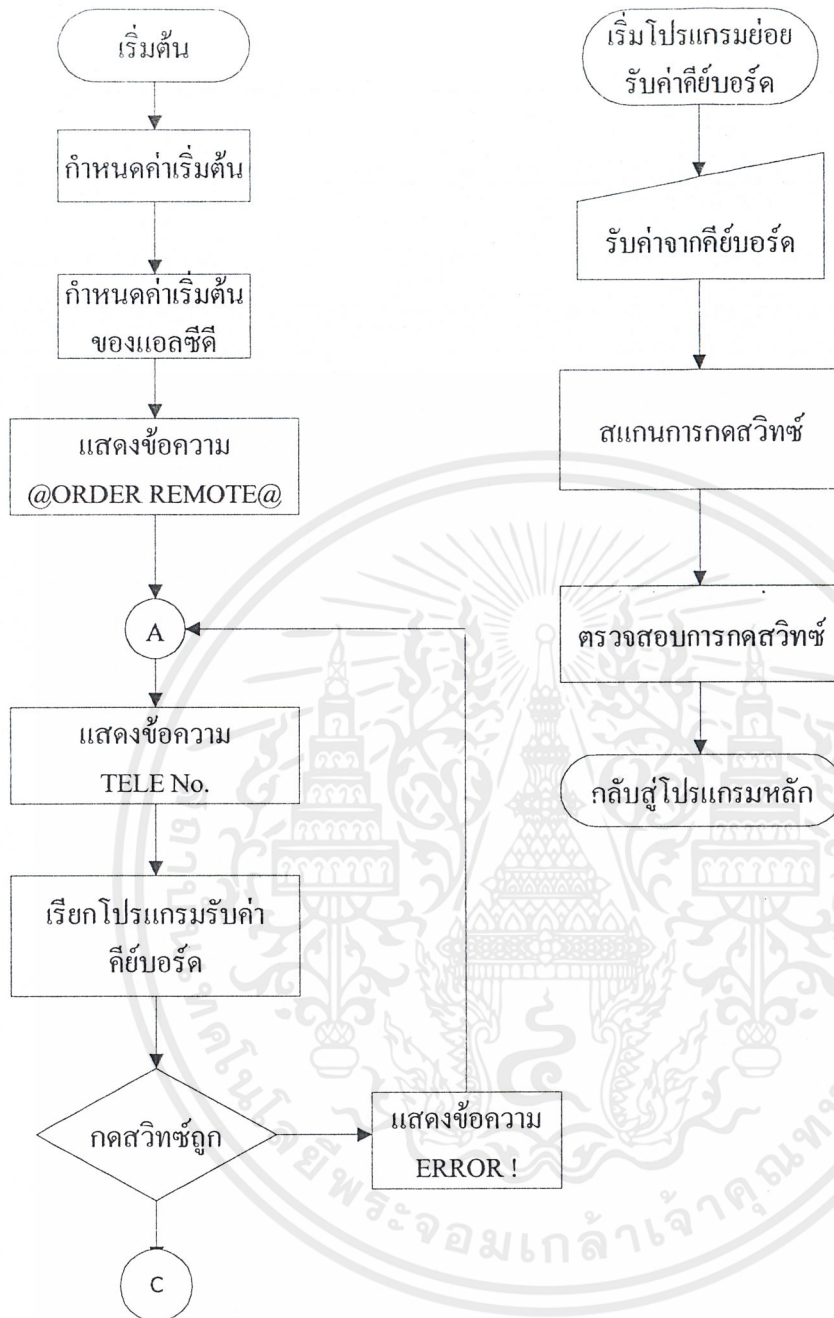 เริ่มต้น
กำหนดค่าเริ่มต้น
กำหนดค่าเริ่มต้น
ของแอลซีดี
แสดงข้อความ
@ORDER REMOTE@
A
แสดงข้อความ
TELE No.
เรียกโปรแกรมรับค่า
คีย์บอร์ด
กดสวิทซ์ถูก
แสดงข้อความ
ERROR !
C
เริ่มโปรแกรมย่อย
รับค่าคีย์บอร์ด
รับค่าจากคีย์บอร์ด
สแกนการกดสวิทซ์
ตรวจสอบการกดสวิทซ์
กลับสู่โปรแกรมหลัก